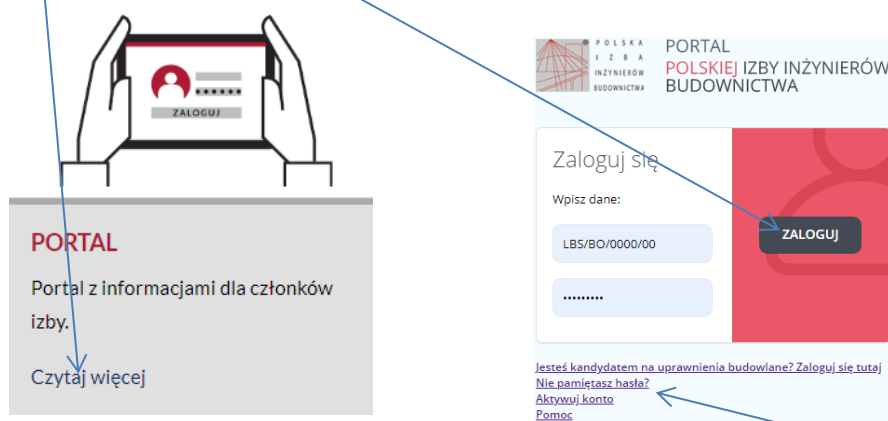 ZALOGUJ
PORTAL
Portal z informacjami dla członków
izby.
Czytaj więcej
POLSKA
IZBA
INŻYNIERÓW
BUDOWNICTWA
PORTAL
POLSKIEJ IZBY INŻYNIERÓW
BUDOWNICTWA
Zaloguj się
Wpisz dane:
LBS/BO/0000/00
•••••••••
ZALOGUJ
Jesteś kandydatem na uprawnienia budowlane? Zaloguj się tutaj
Nie pamiętasz hasła?
Aktywuj konto
Pomoc